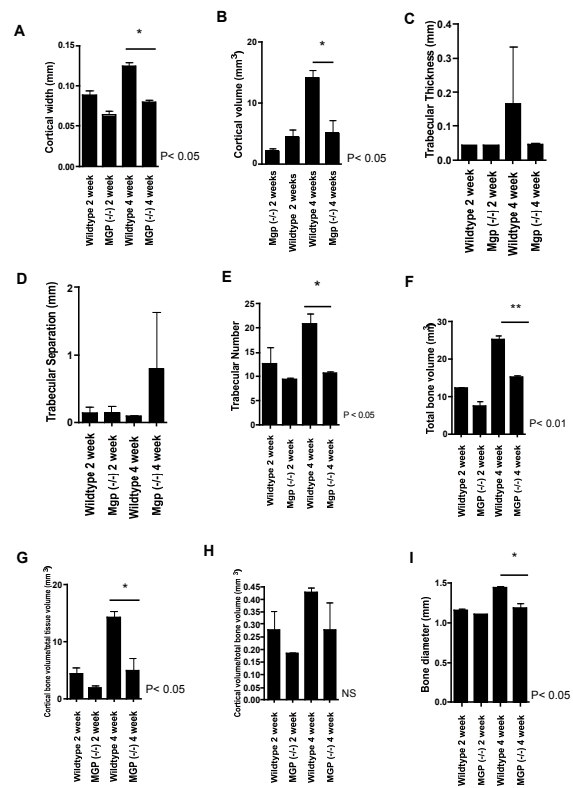 A
Cortical width (mm)
0.15
0.10
0.05
0.00
*
P< 0.05
Wildtype 2 week
MGP (-/-) 2 week
Wildtype 4 week
MGP (-/-) 4 week
B
Cortical volume (mm3)
20
10
0
*
P< 0.05
Mgp (-/-) 2 weeks
Wildtype 2 weeks
Wildtype 4 weeks
Mgp (-/-) 4 weeks
C
Trabecular Thickness (mm)
0.4
0.3
0.2
0.1
0.0
Wildtype 2 week
Mgp (-/-) 2 week
Wildtype 4 week
Mgp (-/-) 4 week
D
Trabecular Separation (mm)
2
1
0
Wildtype 2 week
Mgp (-/-| 2 week
Wildtype 4 week
Mgp (-/-| 4 week
E
Trabecular Number
25
20
15
10
5
0
*
P < 0.05
Wildtype 2 week
Mgp (-/-) 2 week
Wildtype 4 week
Mgp (-/-) 4 week
F
Total bone volume (mm3)
30
20
10
0
**
P< 0.01
Wildtype 2 week
MGP (-/-) 2 week
Wildtype 4 week
MGP (-/-) 4 week
G
Cortical bone volume/total tissue volume (mm3)
20
10
0
*
P< 0.05
Wildtype 2 week
MGP (-/-) 2 week
Wildtype 4 week
MGP (-/-) 4 week
H
Cortical volume/total bone volume (mm3)
0.45
0.40
0.35
0.30
0.25
0.20
0.15
0.10
0.05
0.00
NS
Wildtype 2 week
MGP (-/-) 2 week
Wildtype 4 week
MGP (-/-) 4 week
I
Bone diameter (mm)
1.5
1.0
0.5
0.0
*
P< 0.05
Wildtype 2 week
MGP (-/-) 2 week
Wildtype 4 week
MGP (-/-) 4 week